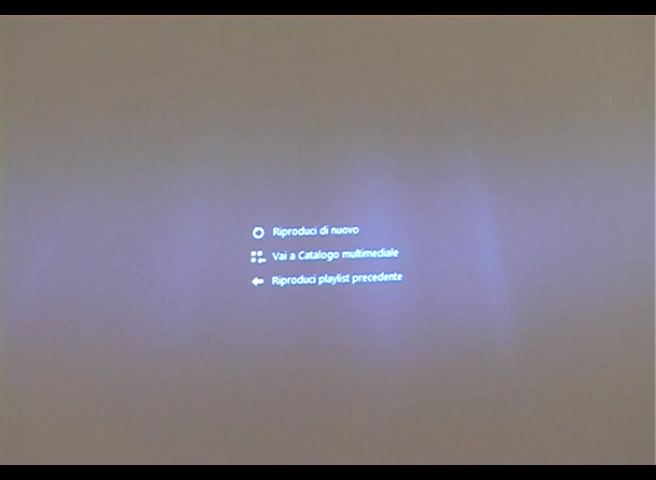 Riproduci di nuovo
Vai a Catalogo multimediale
Riproduci playlist precedente